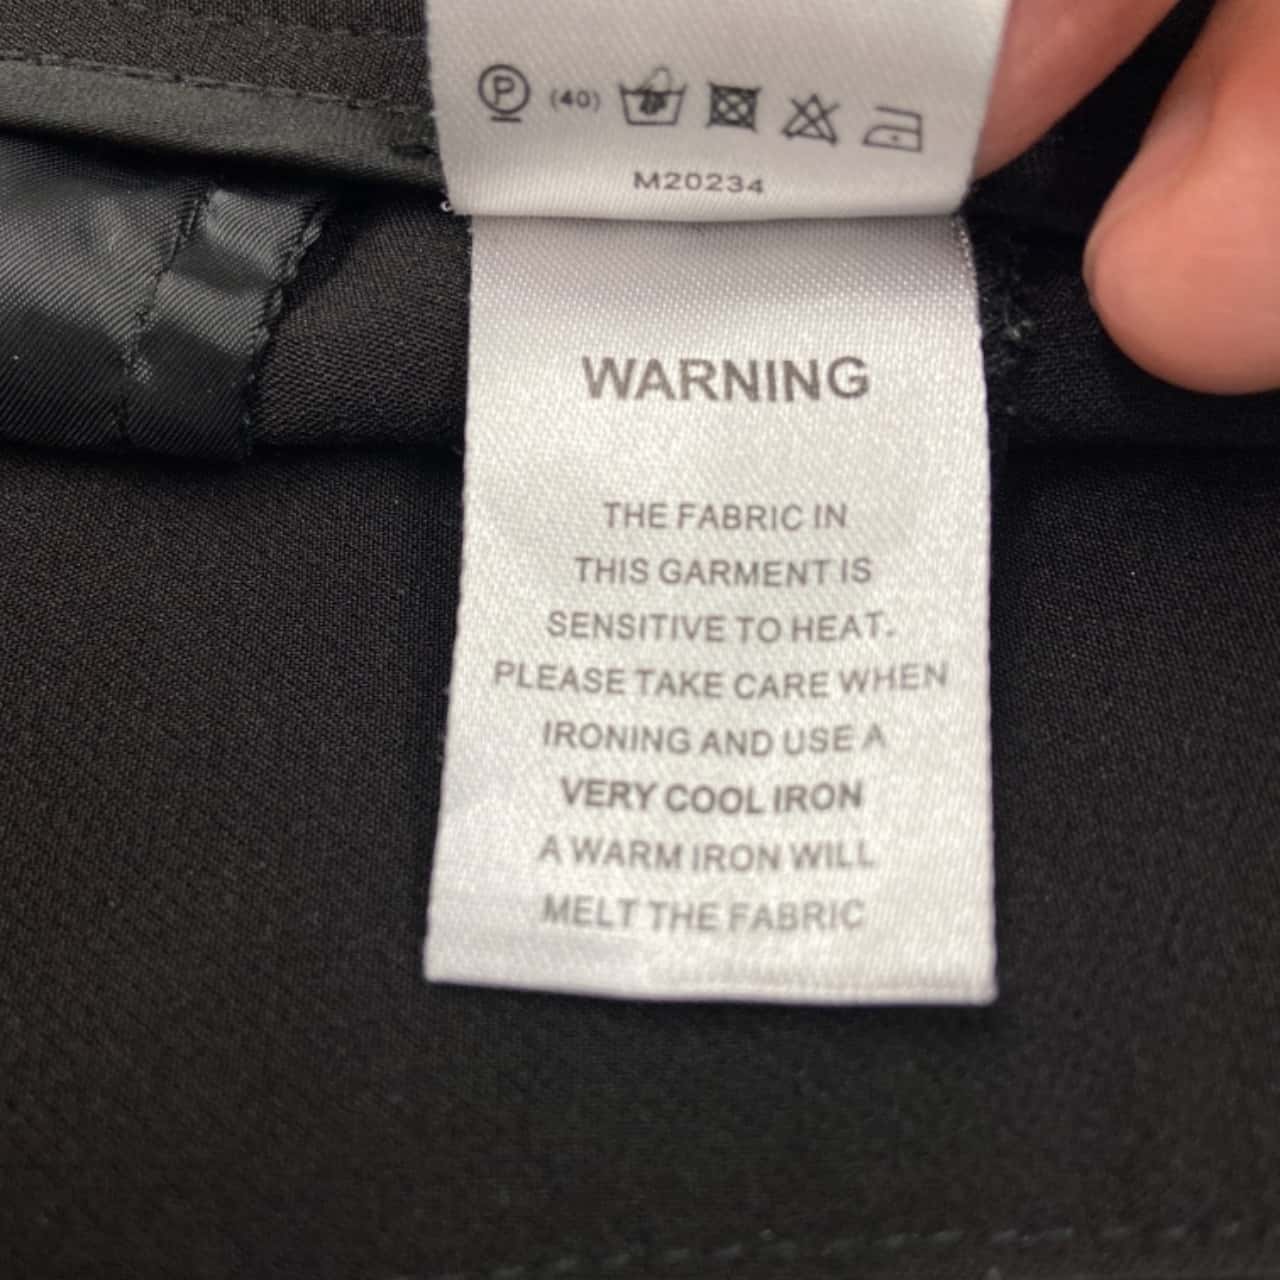 P (40)
M20234
WARNING
THE FABRIC IN
THIS GARMENT IS
SENSITIVE TO HEAT.
PLEASE TAKE CARE WHEN
IRONING AND USE A
VERY COOL IRON
A WARM IRON WILL
MELT THE FABRIC